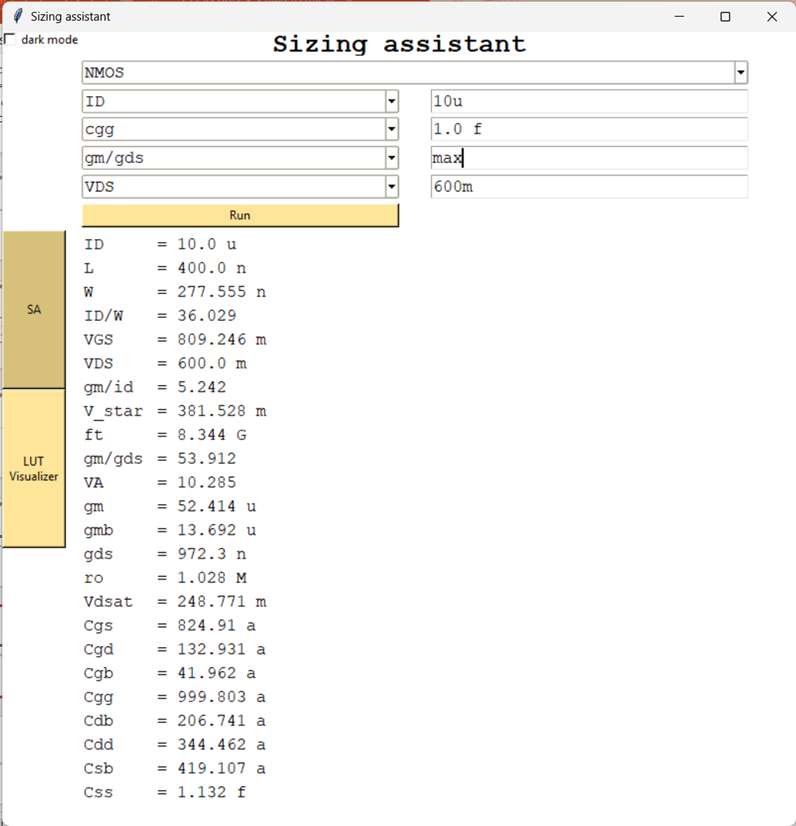 Sizing assistant
dark mode
Sizing assistant
NMOS
ID 10u
cgg 1.0 f
gm/gds max
VDS 600m
Run
ID = 10.0 u
L = 400.0 n
W = 277.555 n
ID/W = 36.029
VGS = 809.246 m
VDS = 600.0 m
gm/id = 5.242
V_star = 381.528 m
ft = 8.344 G
gm/gds = 53.912
VA = 10.285
gm = 52.414 u
gmb = 13.692 u
gds = 972.3 n
ro = 1.028 M
Vdsat = 248.771 m
Cgs = 824.91 a
Cgd = 132.931 a
Cgb = 41.962 a
Cgg = 999.803 a
Cdb = 206.741 a
Cdd = 344.462 a
Csb = 419.107 a
Css = 1.132 f
SA
LUT
Visualizer